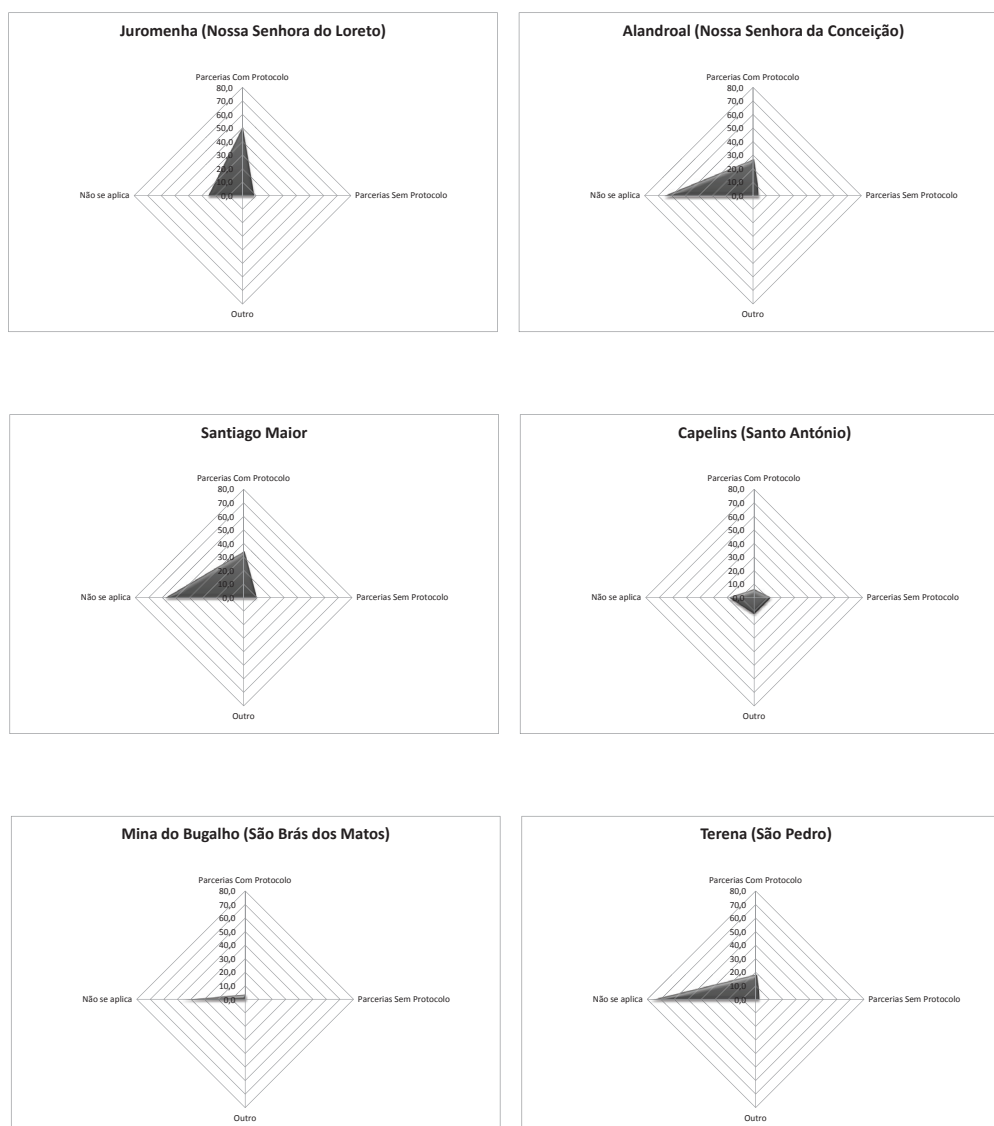 Juromenha (Nossa Senhora do Loreto)
Parcerias Com Protocolo
80,0
70,0
60,0
50,0
40,0
30,0
20,0
10,0
0,0
Não se aplica
Parcerias Sem Protocolo
Outro
Alandroal (Nossa Senhora da Conceição)
Parcerias Com Protocolo
80,0
70,0
60,0
50,0
40,0
30,0
20,0
10,0
0,0
Não se aplica
Parcerias Sem Protocolo
Outro
Santiago Maior
Parcerias Com Protocolo
80,0
70,0
60,0
50,0
40,0
30,0
20,0
10,0
0,0
Não se aplica
Parcerias Sem Protocolo
Outro
Capelins (Santo António)
Parcerias Com Protocolo
80,0
70,0
60,0
50,0
40,0
30,0
20,0
10,0
0,0
Não se aplica
Parcerias Sem Protocolo
Outro
Mina do Bugalho (São Brás dos Matos)
Parcerias Com Protocolo
80,0
70,0
60,0
50,0
40,0
30,0
20,0
10,0
0,0
Não se aplica
Parcerias Sem Protocolo
Outro
Terena (São Pedro)
Parcerias Com Protocolo
80,0
70,0
60,0
50,0
40,0
30,0
20,0
10,0
0,0
Não se aplica
Parcerias Sem Protocolo
Outro